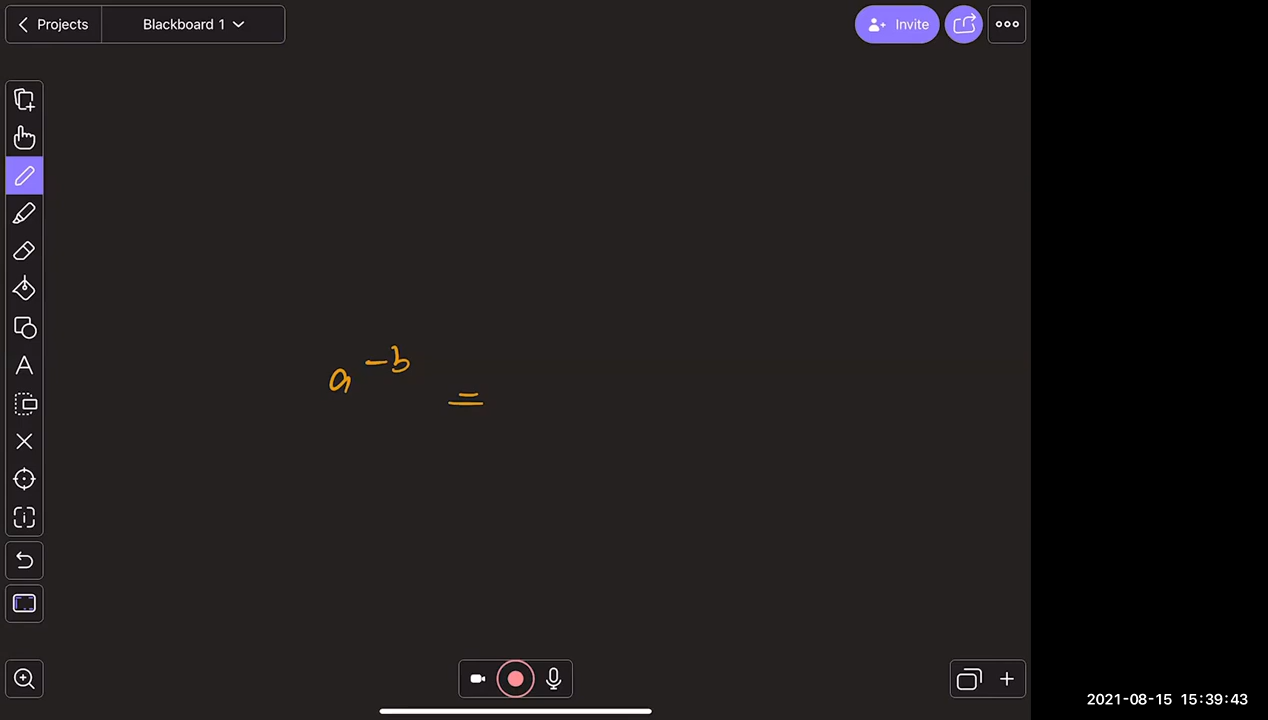 Projects Blackboard 1 Invite
a^{-b} =
2021-08-15 15:39:43